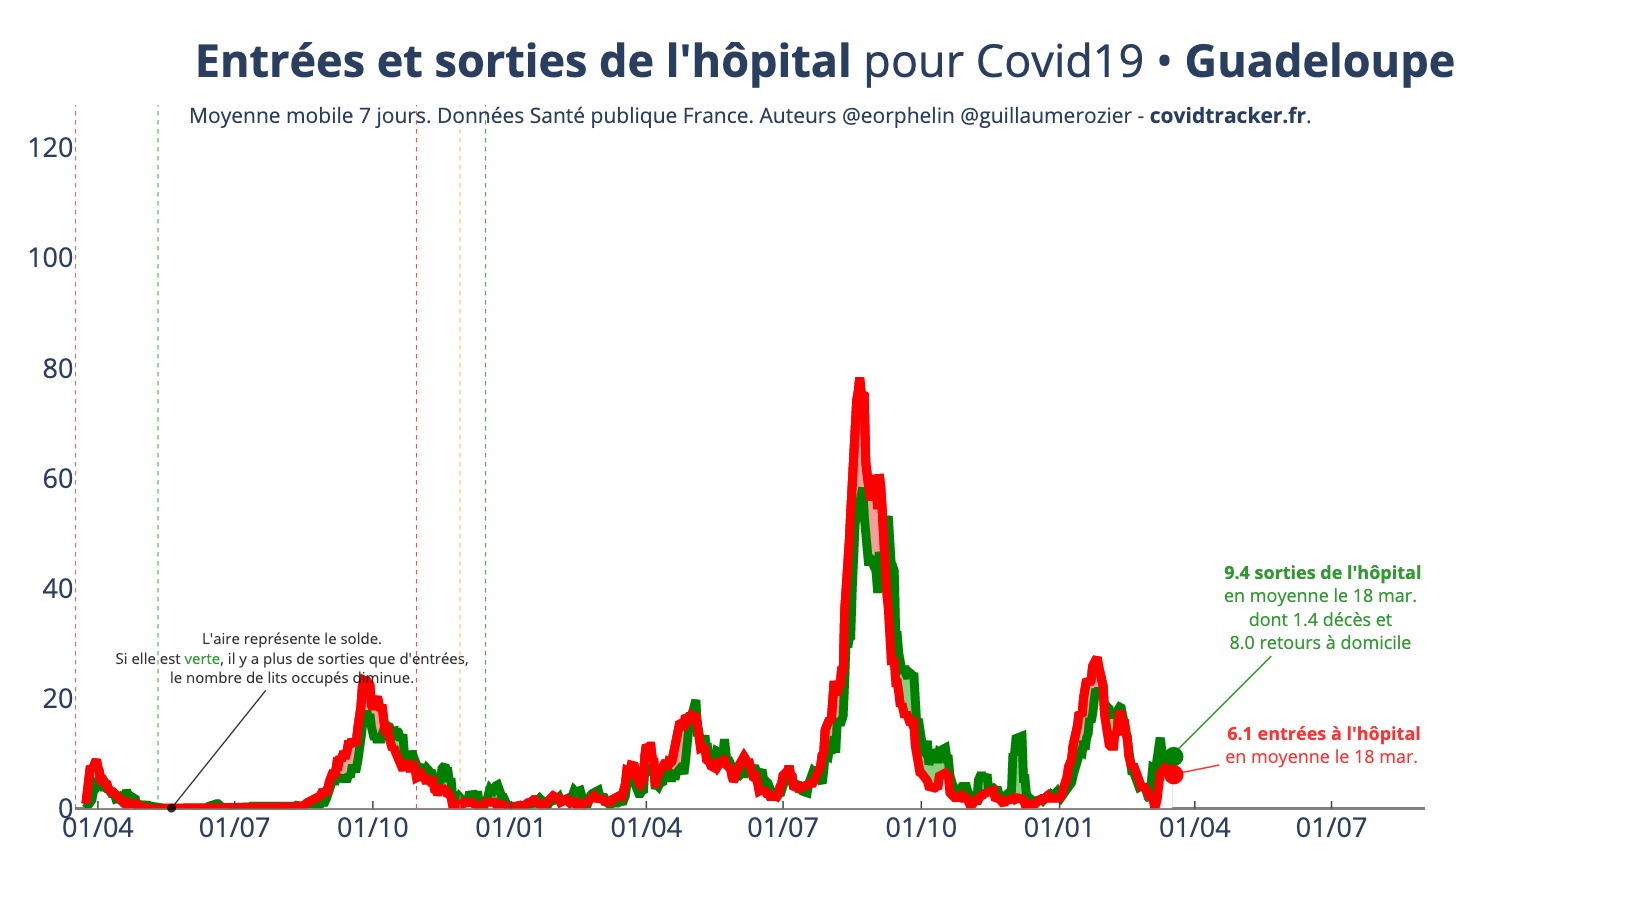 Entrées et sorties de l'hôpital pour Covid19 • Guadeloupe
Moyenne mobile 7 jours. Données Santé publique France. Auteurs @eorphelin @guillaumerozier - covidtracker.fr.
120
100
80
60
40
20
0
L'aire représente le solde.
Si elle est verte, il y a plus de sorties que d'entrées,
le nombre de lits occupés diminue.
9.4 sorties de l'hôpital
en moyenne le 18 mar.
dont 1.4 décès et
8.0 retours à domicile
6.1 entrées à l'hôpital
en moyenne le 18 mar.
01/04 01/07 01/10 01/01 01/04 01/07 01/10 01/01 01/04 01/07